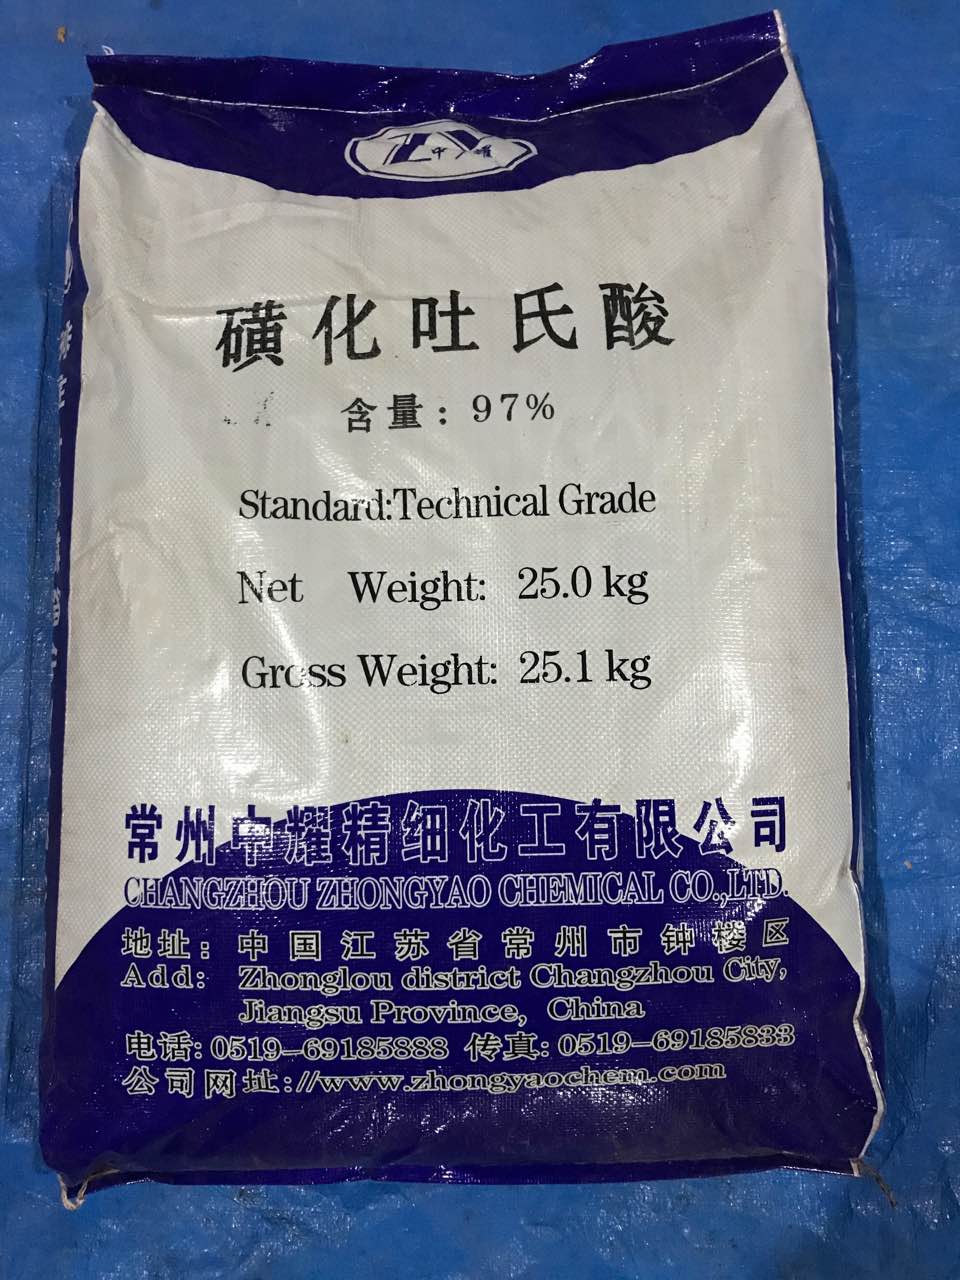 ZY中耀
磺化吐氏酸
含量:97%
Standard:Technical Grade
Net Weight: 25.0 kg
Gross Weight: 25.1 kg
常州中耀精细化工有限公司
CHANGZHOU ZHONGYAO CHEMICAL CO.,LTD.
地址:中国江苏省常州市钟楼区
Add: Zhonglou district Changzhou City,
Jiangsu Province, China
电话:0519-69185888 传真:0519-69185833
公司网址://www.zhongyaochem.com